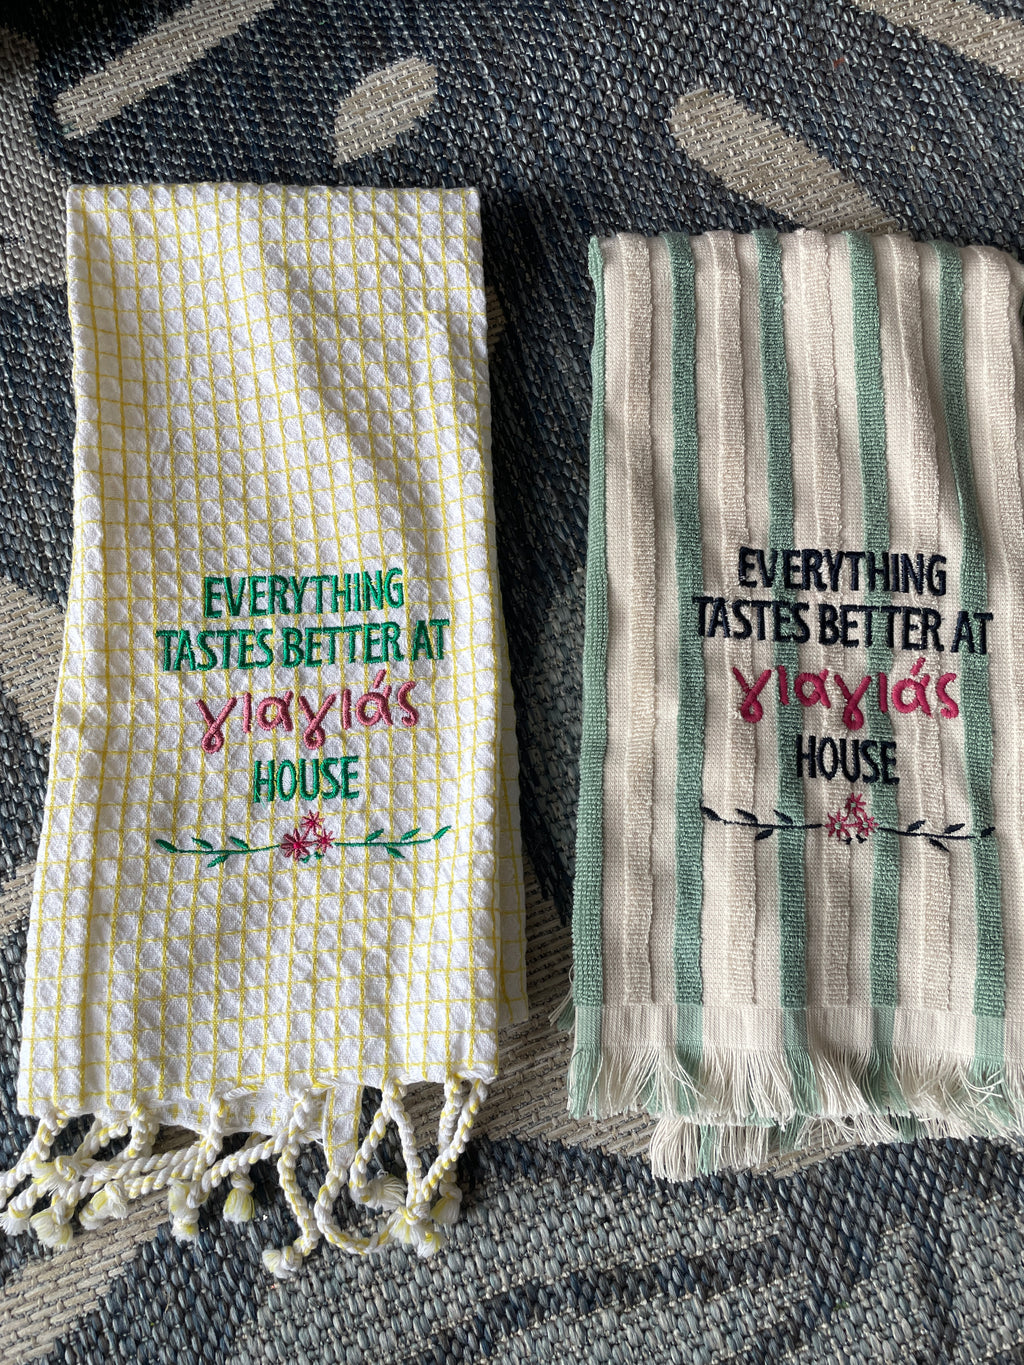 EVERYTHING
TASTES BETTER AT
γιαγιάς
HOUSE
EVERYTHING
TASTES BETTER AT
γιαγιάς
HOUSE